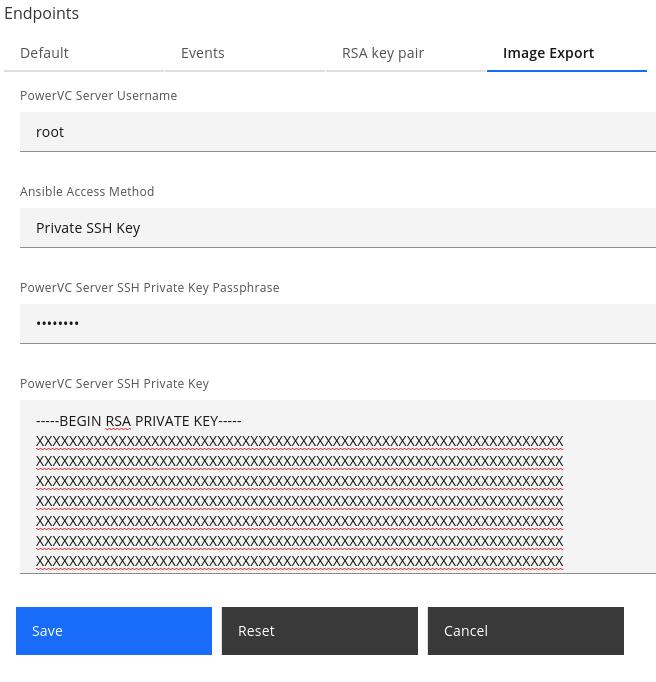 Endpoints
Default Events RSA key pair Image Export
PowerVC Server Username
root
Ansible Access Method
Private SSH Key
PowerVC Server SSH Private Key Passphrase
••••••••
PowerVC Server SSH Private Key
-----BEGIN RSA PRIVATE KEY-----
XXXXXXXXXXXXXXXXXXXXXXXXXXXXXXXXXXXXXXXXXXXXXXXXXXXXXXXXXXXXXXXX
XXXXXXXXXXXXXXXXXXXXXXXXXXXXXXXXXXXXXXXXXXXXXXXXXXXXXXXXXXXXXXXX
XXXXXXXXXXXXXXXXXXXXXXXXXXXXXXXXXXXXXXXXXXXXXXXXXXXXXXXXXXXXXXXX
XXXXXXXXXXXXXXXXXXXXXXXXXXXXXXXXXXXXXXXXXXXXXXXXXXXXXXXXXXXXXXXX
XXXXXXXXXXXXXXXXXXXXXXXXXXXXXXXXXXXXXXXXXXXXXXXXXXXXXXXXXXXXXXXX
XXXXXXXXXXXXXXXXXXXXXXXXXXXXXXXXXXXXXXXXXXXXXXXXXXXXXXXXXXXXXXXX
XXXXXXXXXXXXXXXXXXXXXXXXXXXXXXXXXXXXXXXXXXXXXXXXXXXXXXXXXXXXXXXX
Save Reset Cancel